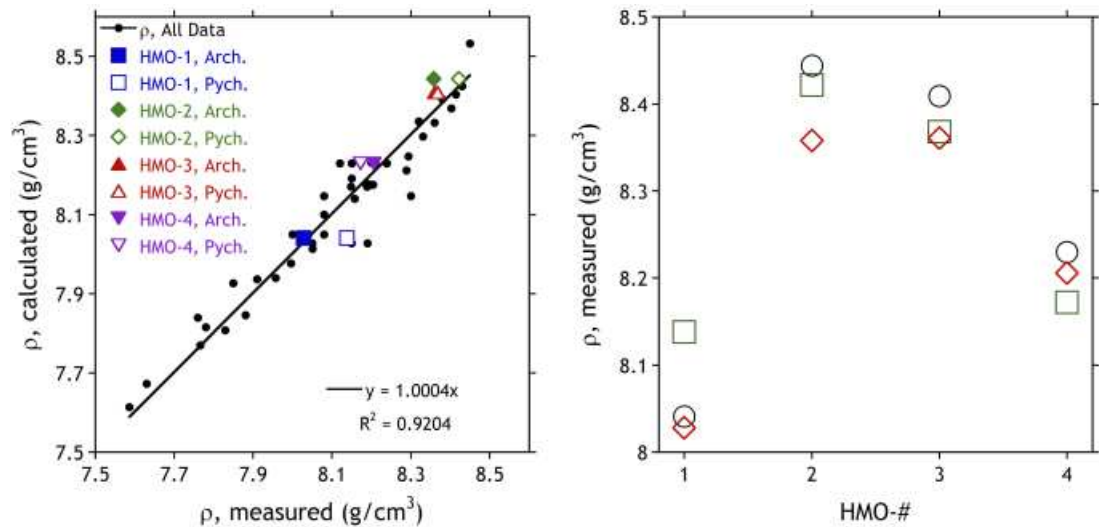 8.5
8.3
8.1
7.9
7.7
7.5
ρ, calculated (g/cm³)
ρ, All Data
HMO-1, Arch.
HMO-1, Pych.
HMO-2, Arch.
HMO-2, Pych.
HMO-3, Arch.
HMO-3, Pych.
HMO-4, Arch.
HMO-4, Pych.
y = 1.0004x
R² = 0.9204
7.5 7.7 7.9 8.1 8.3 8.5
ρ, measured (g/cm³)
8.5
8.4
8.3
8.2
8.1
8
ρ, measured (g/cm³)
1 2 3 4
HMO-#